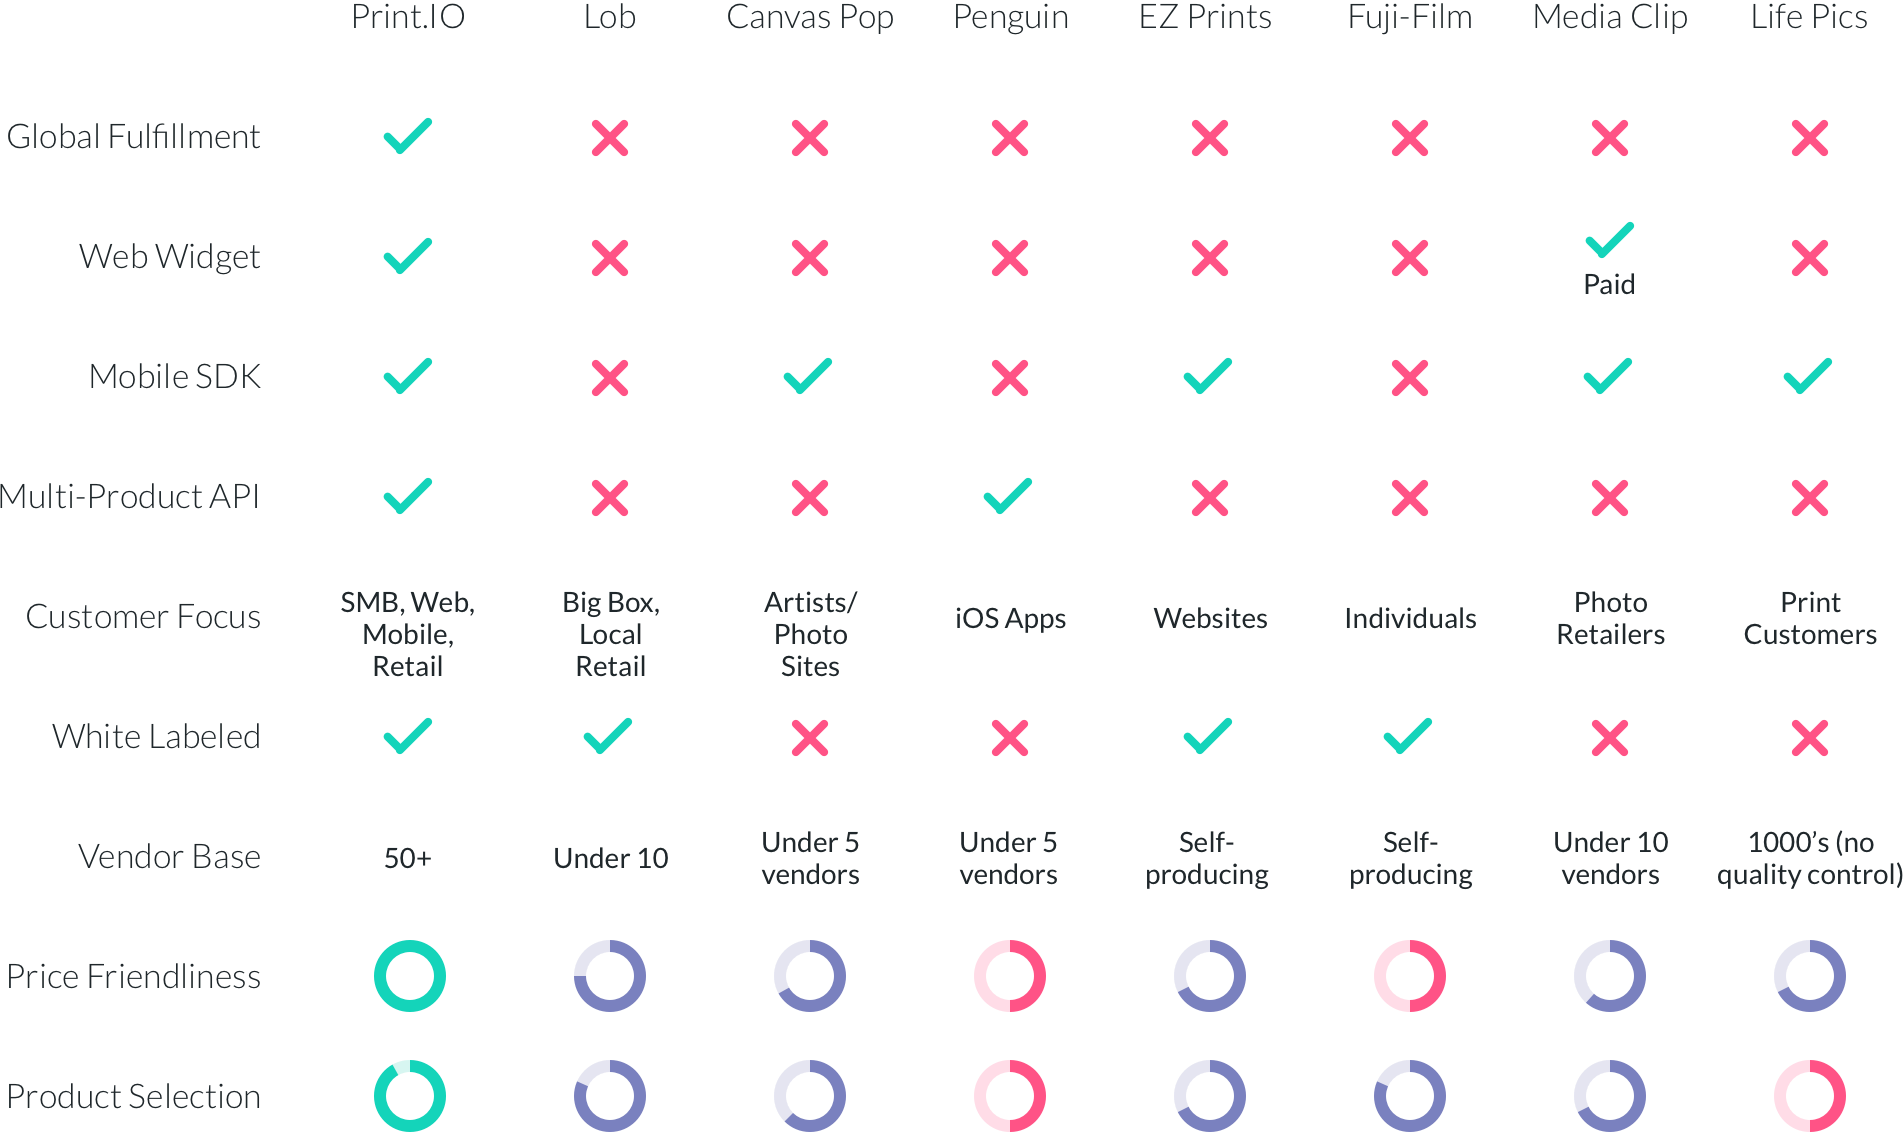 Print.IO Lob Canvas Pop Penguin EZ Prints Fuji-Film Media Clip Life Pics
Global Fulfillment
Web Widget
Paid
Mobile SDK
Multi-Product API
Customer Focus
SMB, Web,
Mobile,
Retail
Big Box,
Local
Retail
Artists/
Photo
Sites
iOS Apps
Websites
Individuals
Photo
Retailers
Print
Customers
White Labeled
Vendor Base
50+
Under 10
Under 5
vendors
Under 5
vendors
Self-
producing
Self-
producing
Under 10
vendors
1000’s (no
quality control)
Price Friendliness
Product Selection